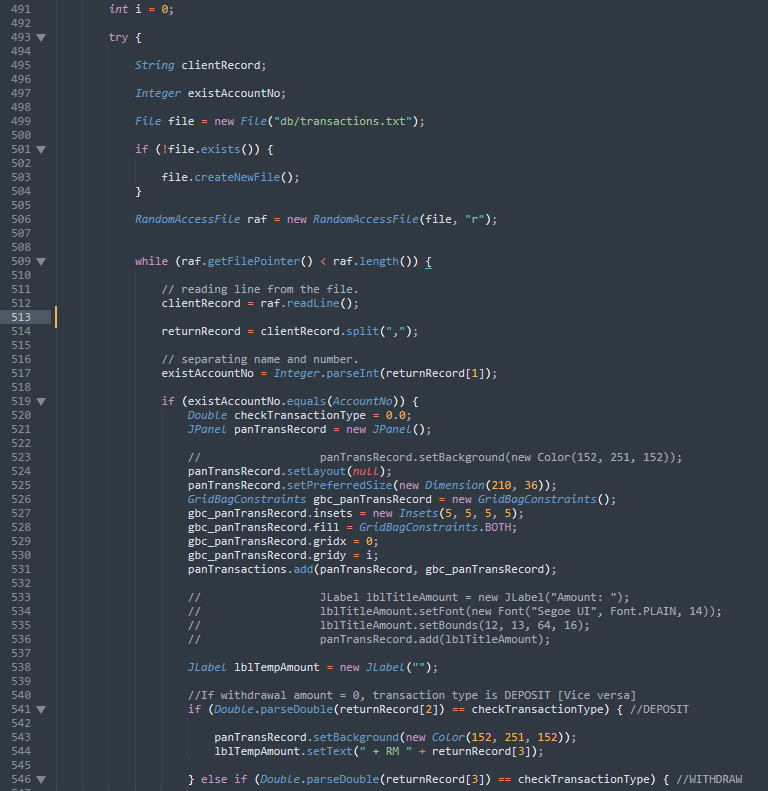 491 int i = 0;
492
493 try {
494
495 String clientRecord;
496
497 Integer existAccountNo;
498
499 File file = new File("db/transactions.txt");
500
501 if (!file.exists()) {
502
503 file.createNewFile();
504 }
505
506 RandomAccessFile raf = new RandomAccessFile(file, "r");
507
508
509 while (raf.getFilePointer() < raf.length()) {
510
511 // reading line from the file.
512 clientRecord = raf.readLine();
513
514 returnRecord = clientRecord.split(",");
515
516 // separating name and number.
517 existAccountNo = Integer.parseInt(returnRecord[1]);
518
519 if (existAccountNo.equals(AccountNo)) {
520 Double checkTransactionType = 0.0;
521 JPanel panTransRecord = new JPanel();
522
523 // panTransRecord.setBackground(new Color(152, 251, 152));
524 panTransRecord.setLayout(null);
525 panTransRecord.setPreferredSize(new Dimension(210, 36));
526 GridBagConstraints gbc_panTransRecord = new GridBagConstraints();
527 gbc_panTransRecord.insets = new Insets(5, 5, 5, 5);
528 gbc_panTransRecord.fill = GridBagConstraints.BOTH;
529 gbc_panTransRecord.gridx = 0;
530 gbc_panTransRecord.gridy = i;
531 panTransactions.add(panTransRecord, gbc_panTransRecord);
532
533 // JLabel lblTitleAmount = new JLabel("Amount: ");
534 // lblTitleAmount.setFont(new Font("Segoe UI", Font.PLAIN, 14));
535 // lblTitleAmount.setBounds(12, 13, 64, 16);
536 // panTransRecord.add(lblTitleAmount);
537
538 JLabel lblTempAmount = new JLabel("");
539
540 //If withdrawal amount = 0, transaction type is DEPOSIT [Vice versa]
541 if (Double.parseDouble(returnRecord[2]) == checkTransactionType) { //DEPOSIT
542
543 panTransRecord.setBackground(new Color(152, 251, 152));
544 lblTempAmount.setText(" + RM " + returnRecord[3]);
545
546 } else if (Double.parseDouble(returnRecord[3]) == checkTransactionType) { //WITHDRAW